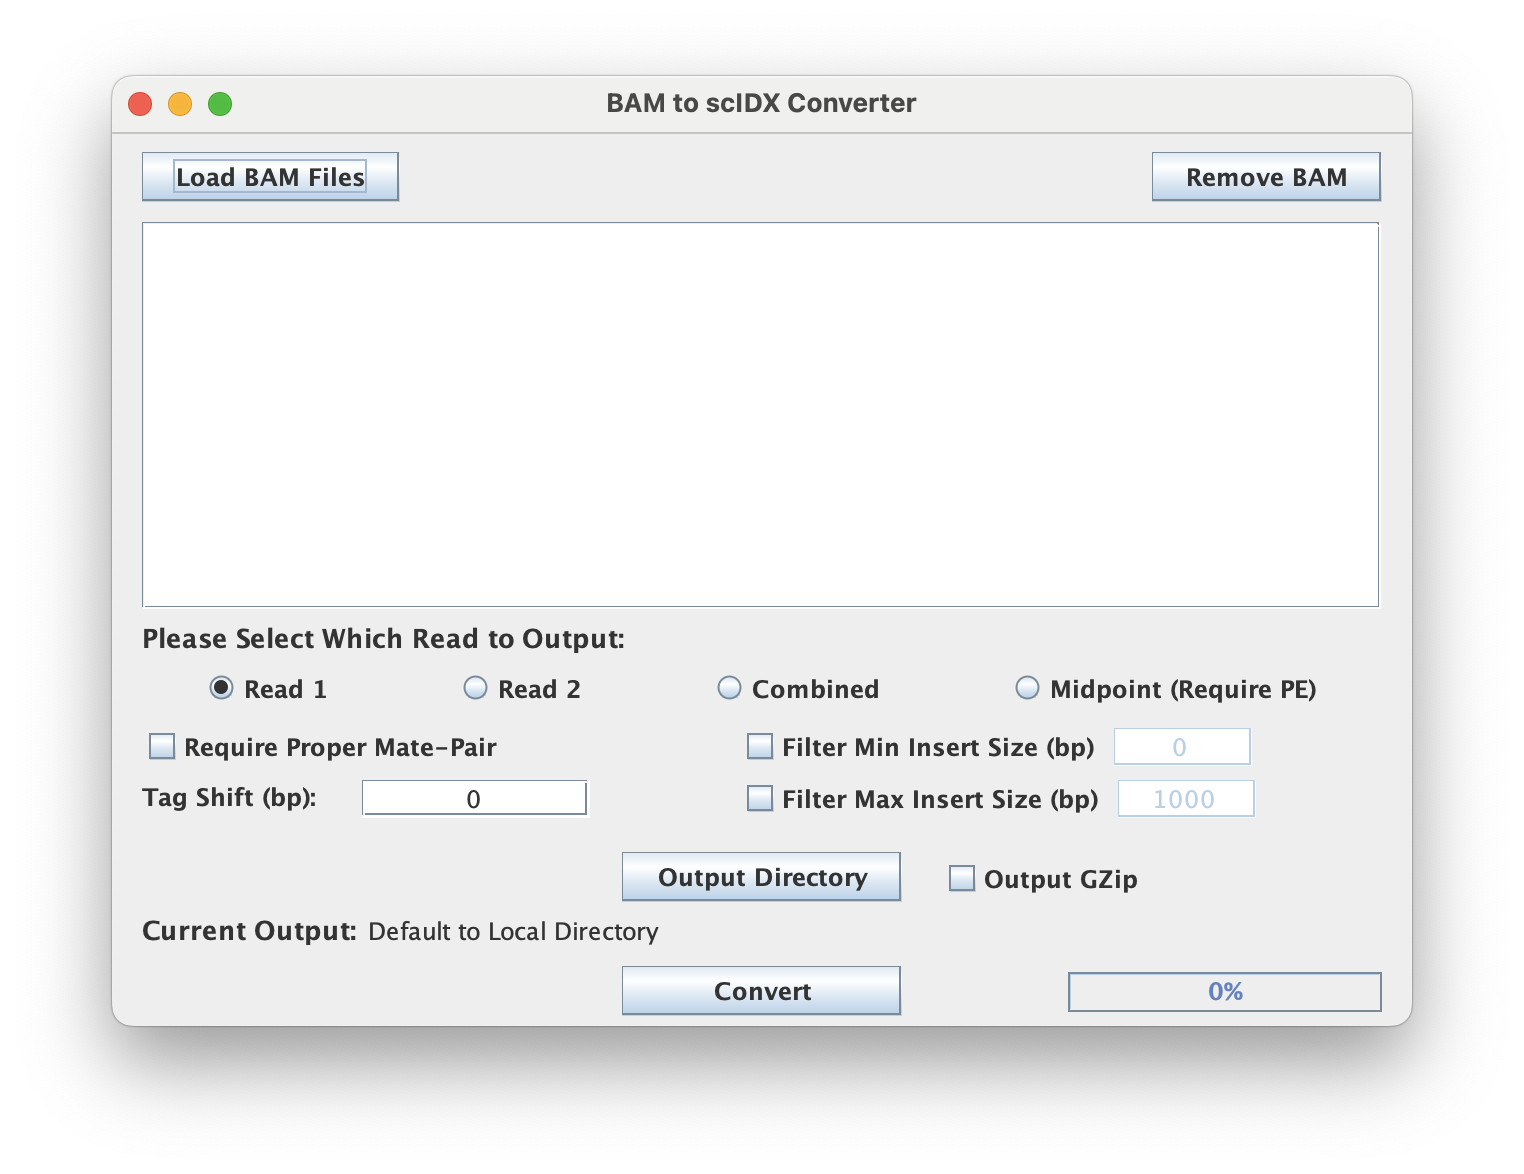 BAM to scIDX Converter
Load BAM Files
Remove BAM
Please Select Which Read to Output:
Read 1
Read 2
Combined
Midpoint (Require PE)
Require Proper Mate-Pair
Filter Min Insert Size (bp)
0
Tag Shift (bp):
0
Filter Max Insert Size (bp)
1000
Output Directory
Output GZip
Current Output: Default to Local Directory
Convert
0%